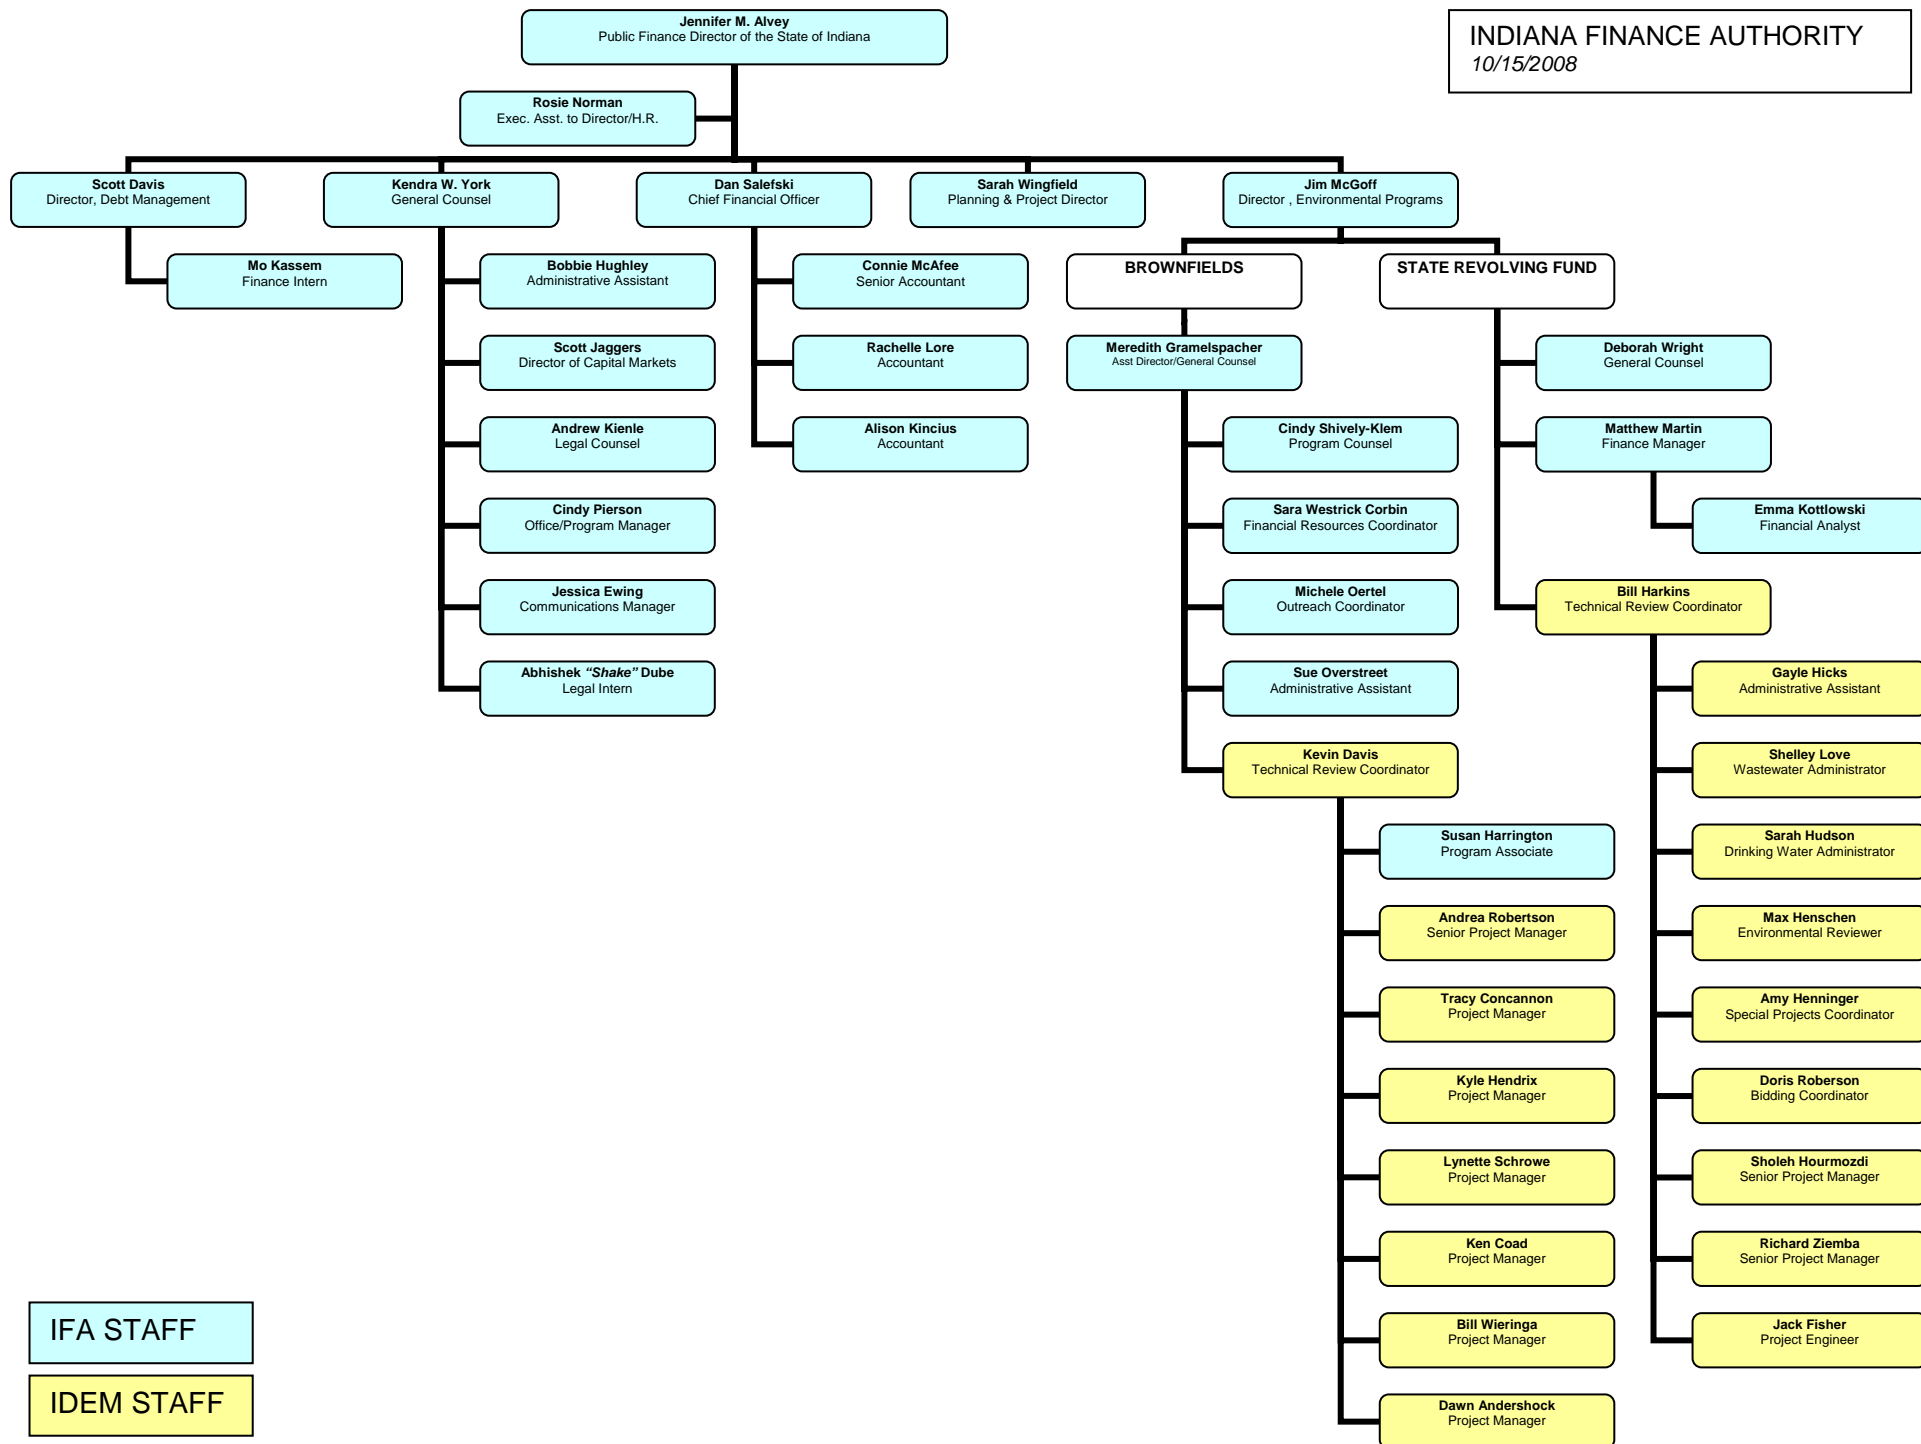 Jennifer M. Alvey
Public Finance Director of the State of Indiana
INDIANA FINANCE AUTHORITY
10/15/2008
Rosie Norman
Exec. Asst. to Director/H.R.
Scott Davis
Director, Debt Management
Kendra W. York
General Counsel
Dan Salefski
Chief Financial Officer
Sarah Wingfield
Planning & Project Director
Jim McGoff
Director , Environmental Programs
Mo Kassem
Finance Intern
Bobbie Hughley
Administrative Assistant
Scott Jaggers
Director of Capital Markets
Andrew Kienle
Legal Counsel
Cindy Pierson
Office/Program Manager
Jessica Ewing
Communications Manager
Abhishek “Shake” Dube
Legal Intern
Connie McAfee
Senior Accountant
Rachelle Lore
Accountant
Alison Kincius
Accountant
BROWNFIELDS
Meredith Gramelspacher
Asst Director/General Counsel
Cindy Shively-Klem
Program Counsel
Sara Westrick Corbin
Financial Resources Coordinator
Michele Oertel
Outreach Coordinator
Sue Overstreet
Administrative Assistant
Kevin Davis
Technical Review Coordinator
Susan Harrington
Program Associate
Andrea Robertson
Senior Project Manager
Tracy Concannon
Project Manager
Kyle Hendrix
Project Manager
Lynette Schrowe
Project Manager
Ken Coad
Project Manager
Bill Wieringa
Project Manager
Dawn Andershock
Project Manager
STATE REVOLVING FUND
Deborah Wright
General Counsel
Matthew Martin
Finance Manager
Emma Kottlowski
Financial Analyst
Bill Harkins
Technical Review Coordinator
Gayle Hicks
Administrative Assistant
Shelley Love
Wastewater Administrator
Sarah Hudson
Drinking Water Administrator
Max Henschen
Environmental Reviewer
Amy Henninger
Special Projects Coordinator
Doris Roberson
Bidding Coordinator
Sholeh Hourmozdi
Senior Project Manager
Richard Ziemba
Senior Project Manager
Jack Fisher
Project Engineer
IFA STAFF
IDEM STAFF